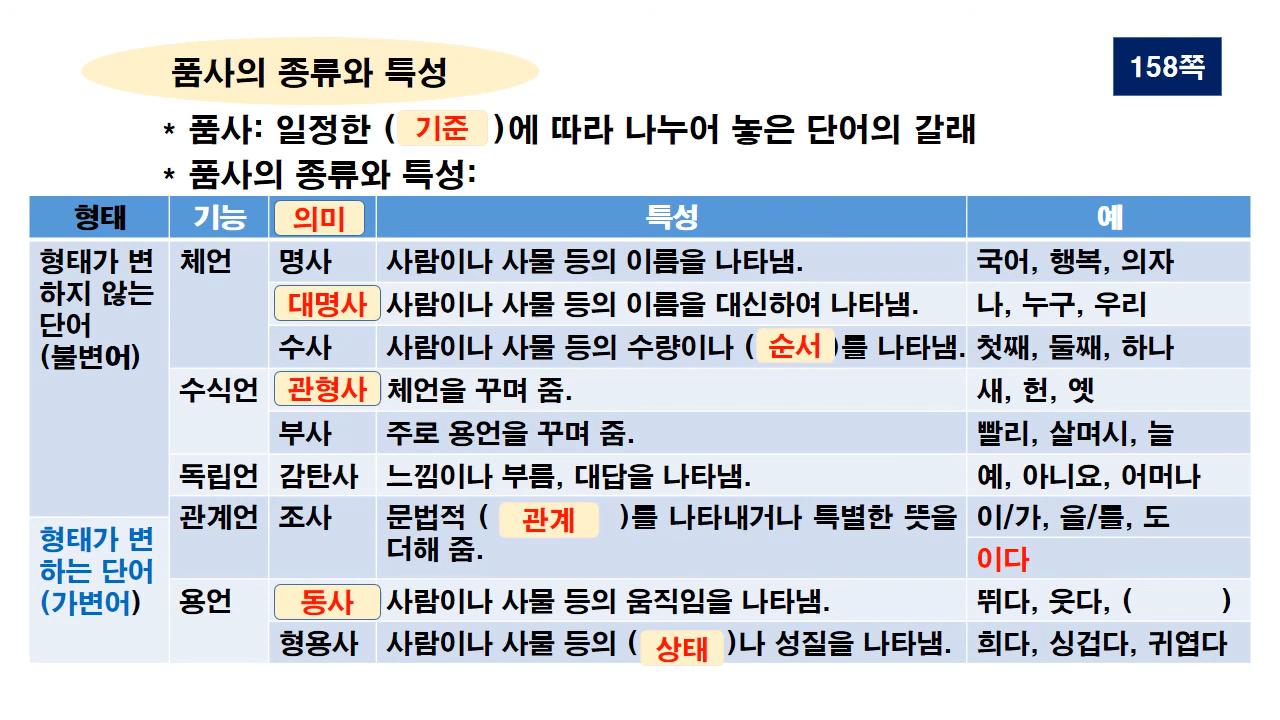 품사의 종류와 특성
158쪽
* 품사: 일정한 ( 기준 )에 따라 나누어 놓은 단어의 갈래
* 품사의 종류와 특성:
형태 기능 의미 특성 예
형태가 변
하지 않는
단어
(불변어)
체언 명사 사람이나 사물 등의 이름을 나타냄. 국어, 행복, 의자
대명사 사람이나 사물 등의 이름을 대신하여 나타냄. 나, 누구, 우리
수사 사람이나 사물 등의 수량이나 ( 순서 )를 나타냄. 첫째, 둘째, 하나
수식언 관형사 체언을 꾸며 줌. 새, 헌, 옛
부사 주로 용언을 꾸며 줌. 빨리, 살며시, 늘
독립언 감탄사 느낌이나 부름, 대답을 나타냄. 예, 아니요, 어머나
관계언 조사 문법적 ( 관계 )를 나타내거나 특별한 뜻을
더해 줌.
이/가, 을/를, 도
이다
형태가 변
하는 단어
(가변어)
용언 동사 사람이나 사물 등의 움직임을 나타냄. 뛰다, 웃다, ( )
형용사 사람이나 사물 등의 ( 상태 )나 성질을 나타냄. 희다, 싱겁다, 귀엽다